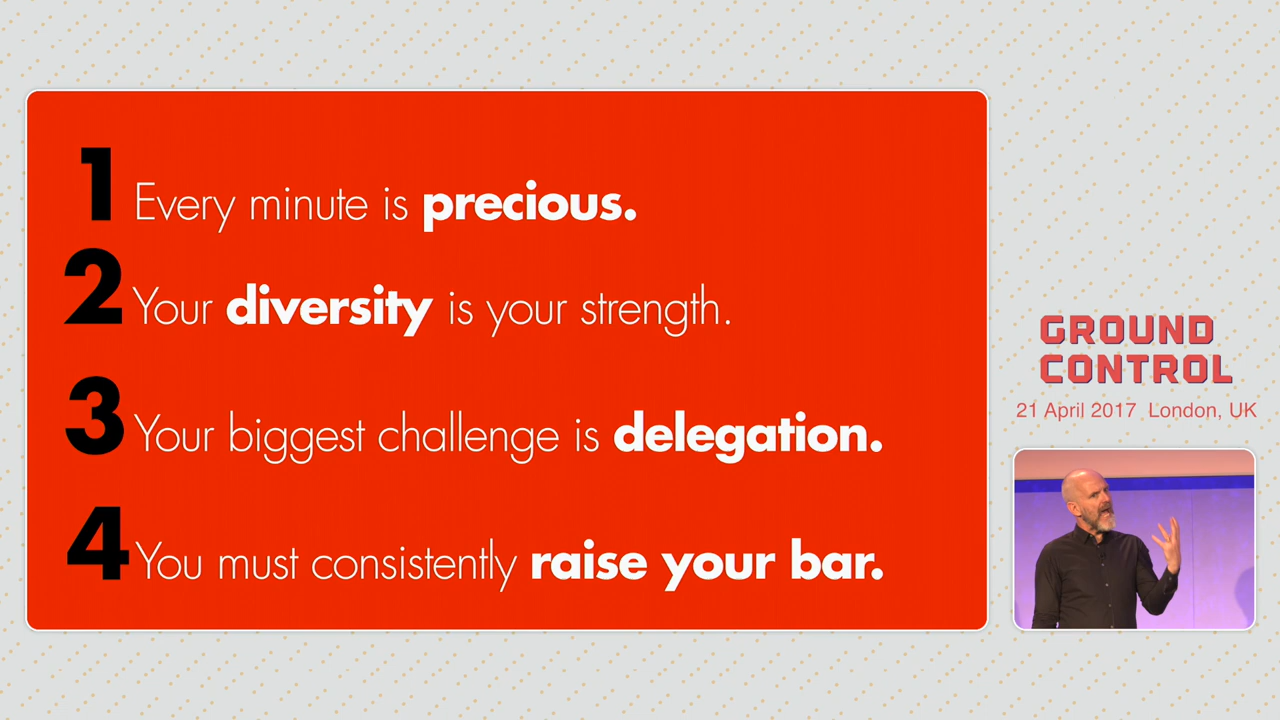 1 Every minute is precious.
2 Your diversity is your strength.
3 Your biggest challenge is delegation.
4 You must consistently raise your bar.
GROUND
CONTROL
21 April 2017 London, UK